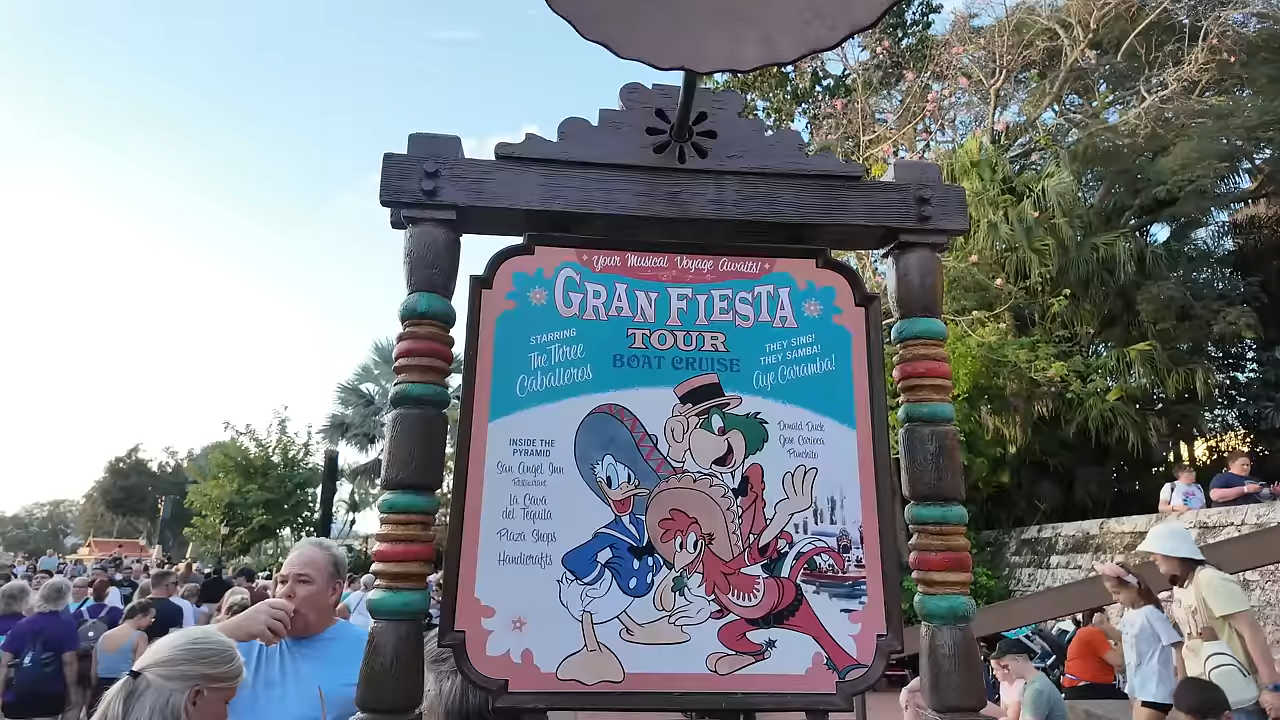 Your Musical Voyage Awaits!
GRAN FIESTA
TOUR
BOAT CRUISE
STARRING
The Three
Caballeros
THEY SING!
THEY SAMBA!
Aye Caramba!
INSIDE THE
PYRAMID
San Angel Inn
Restaurant
La Cava
del Tequila
Plaza Shops
Handicrafts
Donald Duck
Jose Carioca
Panchito